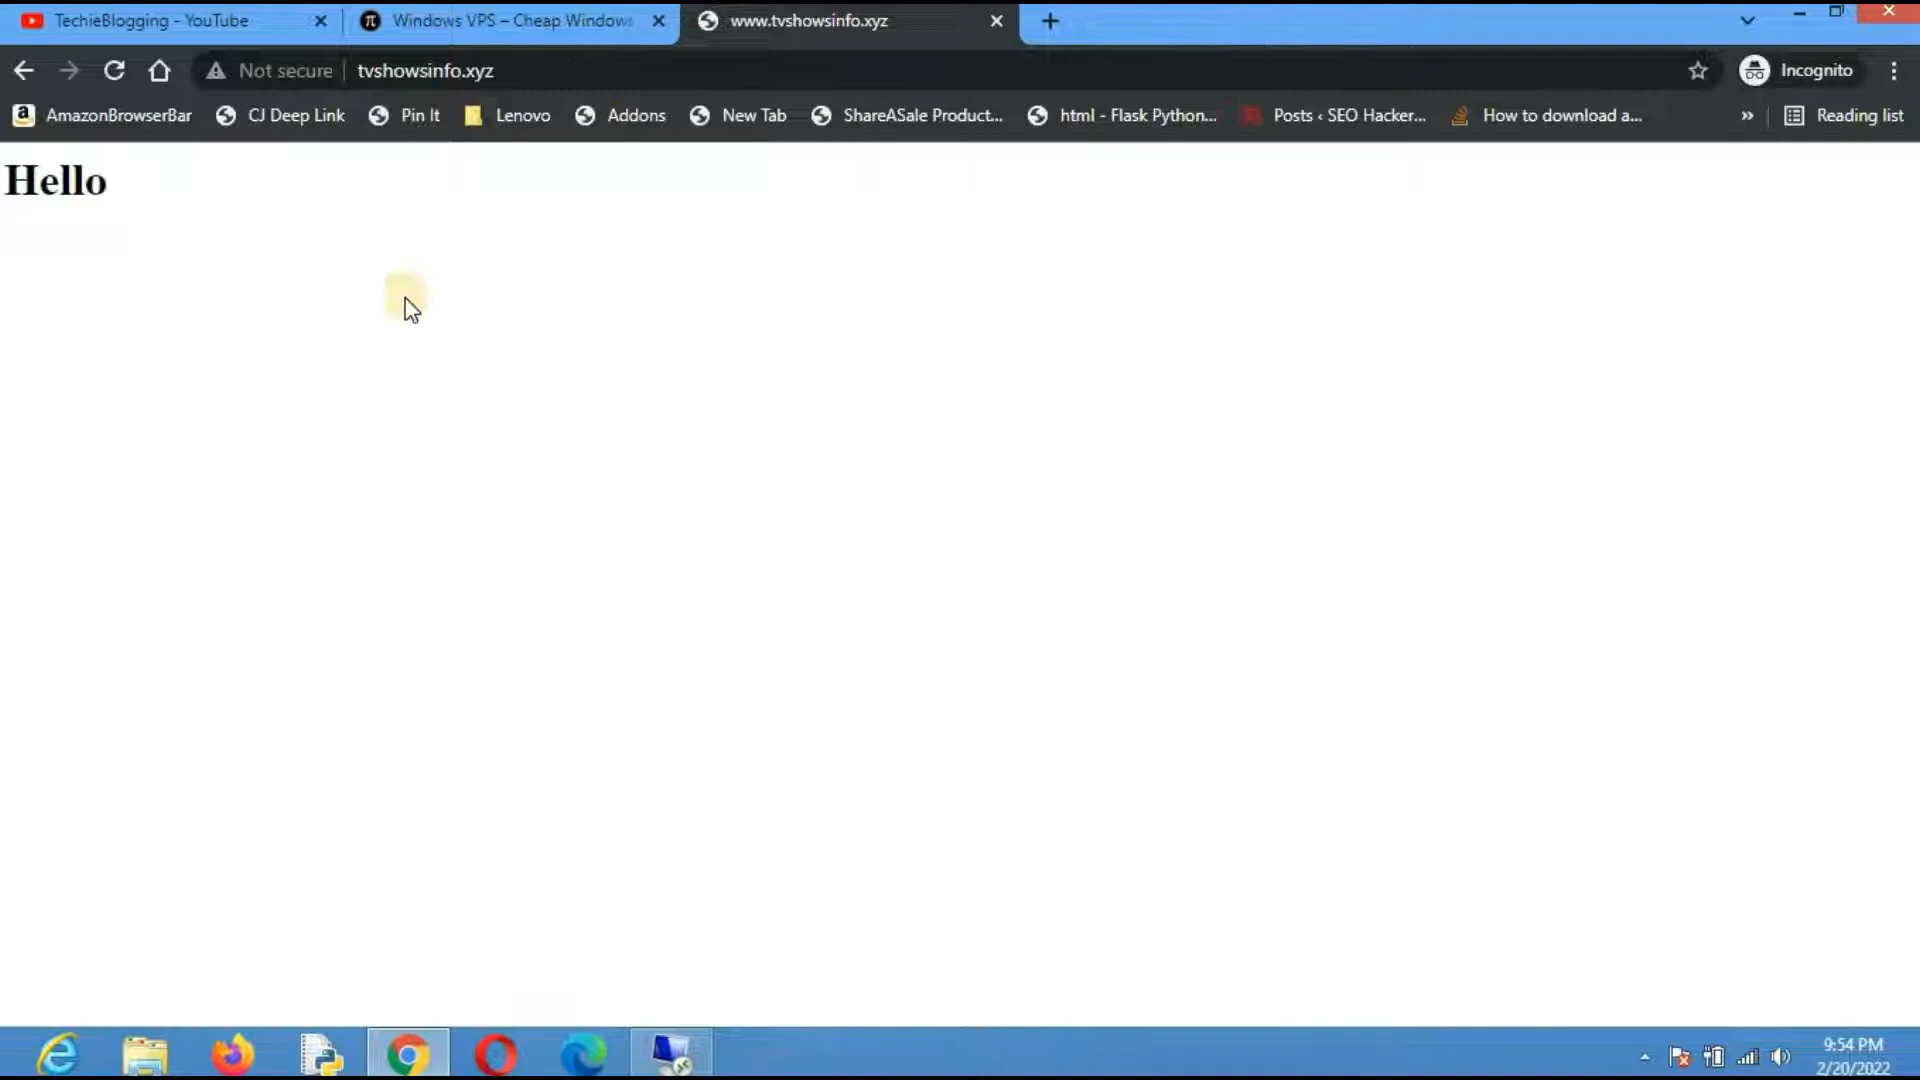 TechieBlogging - YouTube
Windows VPS – Cheap Windows
www.tvshowsinfo.xyz
Not secure
tvshowsinfo.xyz
Incognito
AmazonBrowserBar
CJ Deep Link
Pin It
Lenovo
Addons
New Tab
ShareASale Product...
html - Flask Python...
Posts ‹ SEO Hacker...
How to download a...
»
Reading list
Hello
9:54 PM
2/20/2022